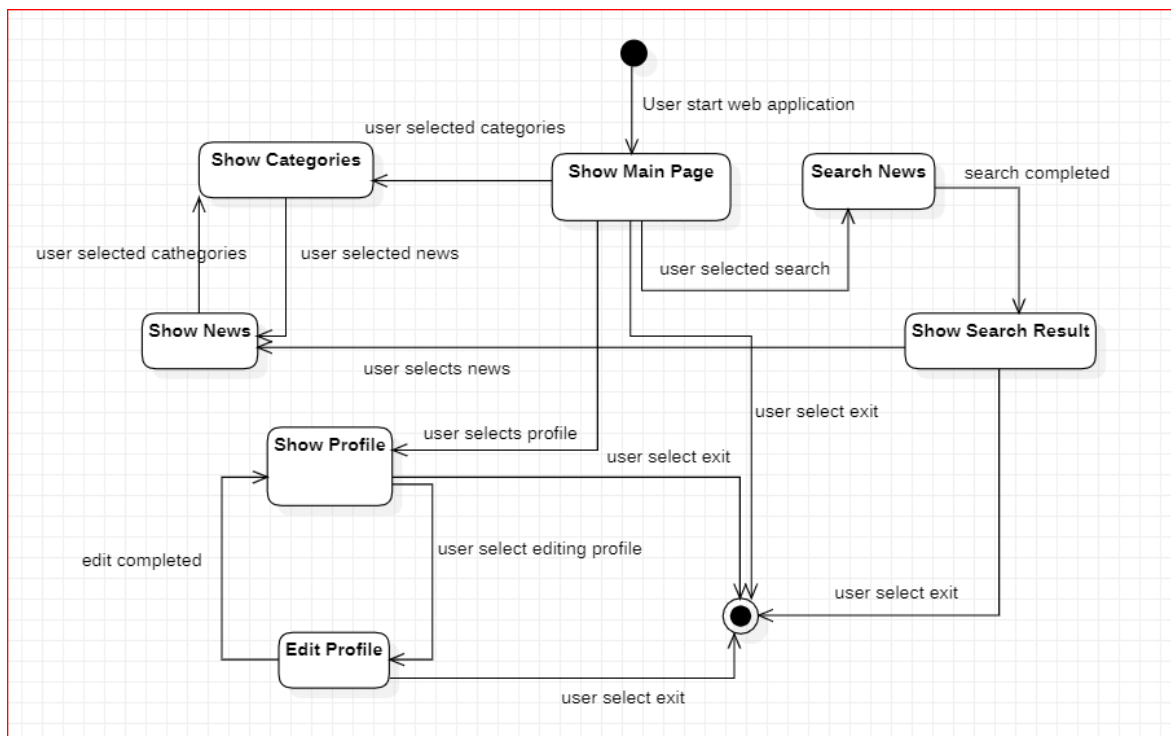 User start web application
user selected categories
Show Categories
Show Main Page
Search News
search completed
user selected cathegories
user selected news
user selected search
Show News
Show Search Result
user selects news
user select exit
user selects profile
Show Profile
user select exit
user select editing profile
edit completed
user select exit
Edit Profile
user select exit